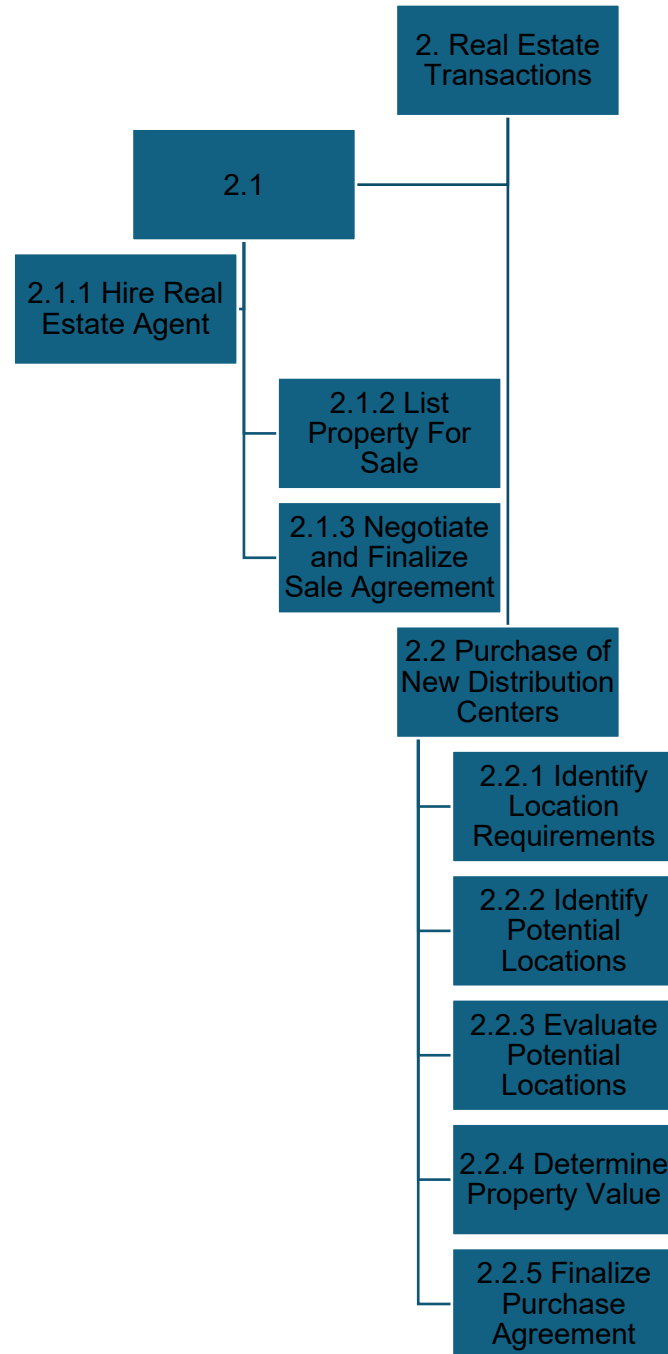 2. Real Estate
Transactions
2.1
2.1.1 Hire Real
Estate Agent
2.1.2 List
Property For
Sale
2.1.3 Negotiate
and Finalize
Sale Agreement
2.2 Purchase of
New Distribution
Centers
2.2.1 Identify
Location
Requirements
2.2.2 Identify
Potential
Locations
2.2.3 Evaluate
Potential
Locations
2.2.4 Determine
Property Value
2.2.5 Finalize
Purchase
Agreement